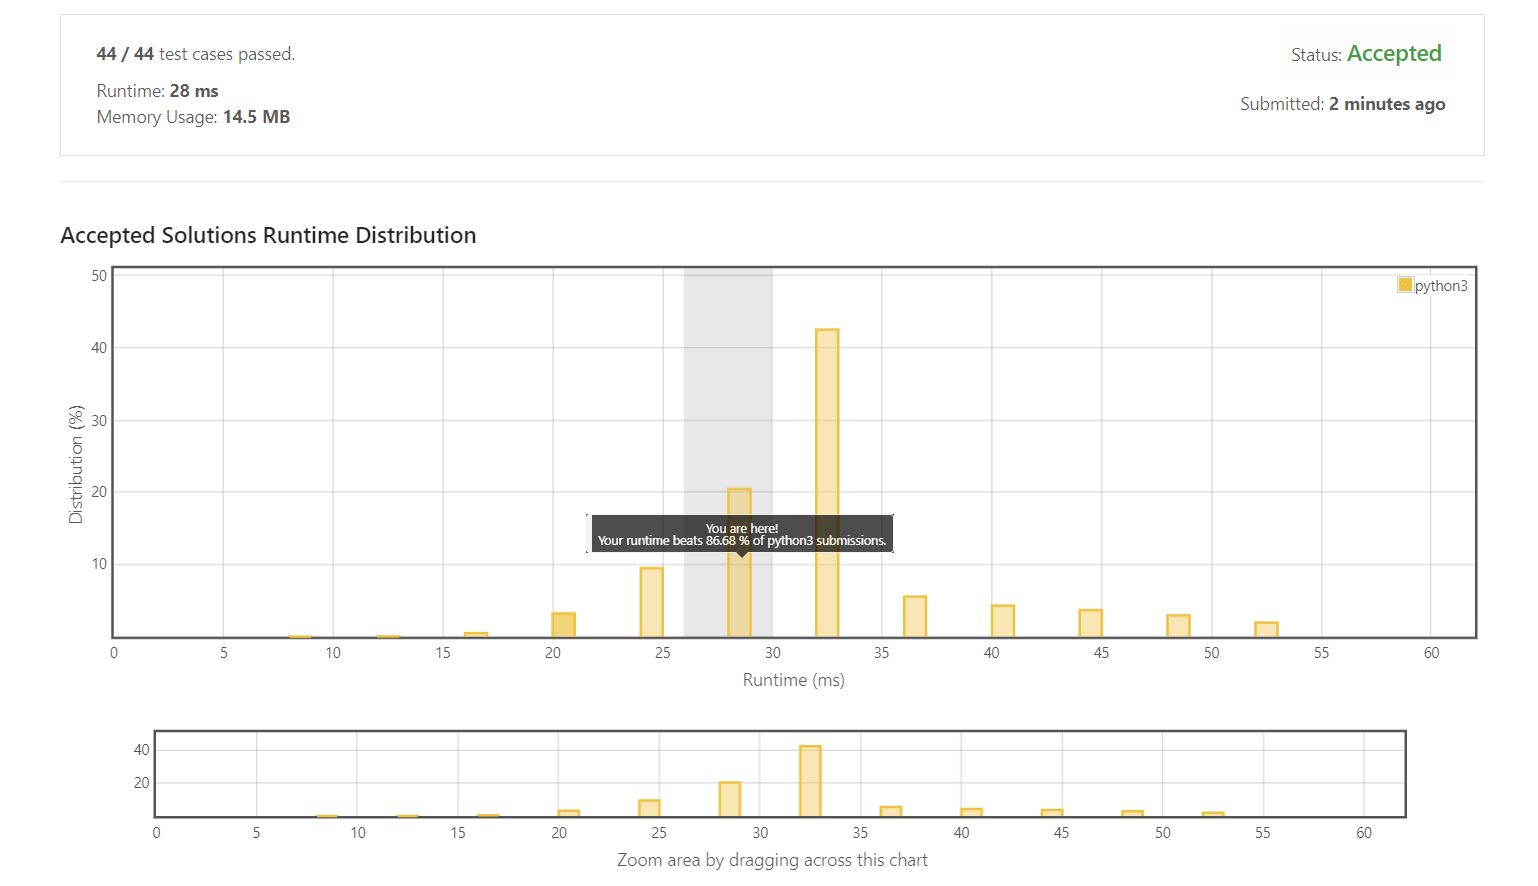 44 / 44 test cases passed.
Status: Accepted
Runtime: 28 ms
Submitted: 2 minutes ago
Memory Usage: 14.5 MB
Accepted Solutions Runtime Distribution
50
python3
40
30
20
10
Distribution (%)
You are here!
Your runtime beats 86.68 % of python3 submissions.
0 5 10 15 20 25 30 35 40 45 50 55 60
Runtime (ms)
40
20
0 5 10 15 20 25 30 35 40 45 50 55 60
Zoom area by dragging across this chart